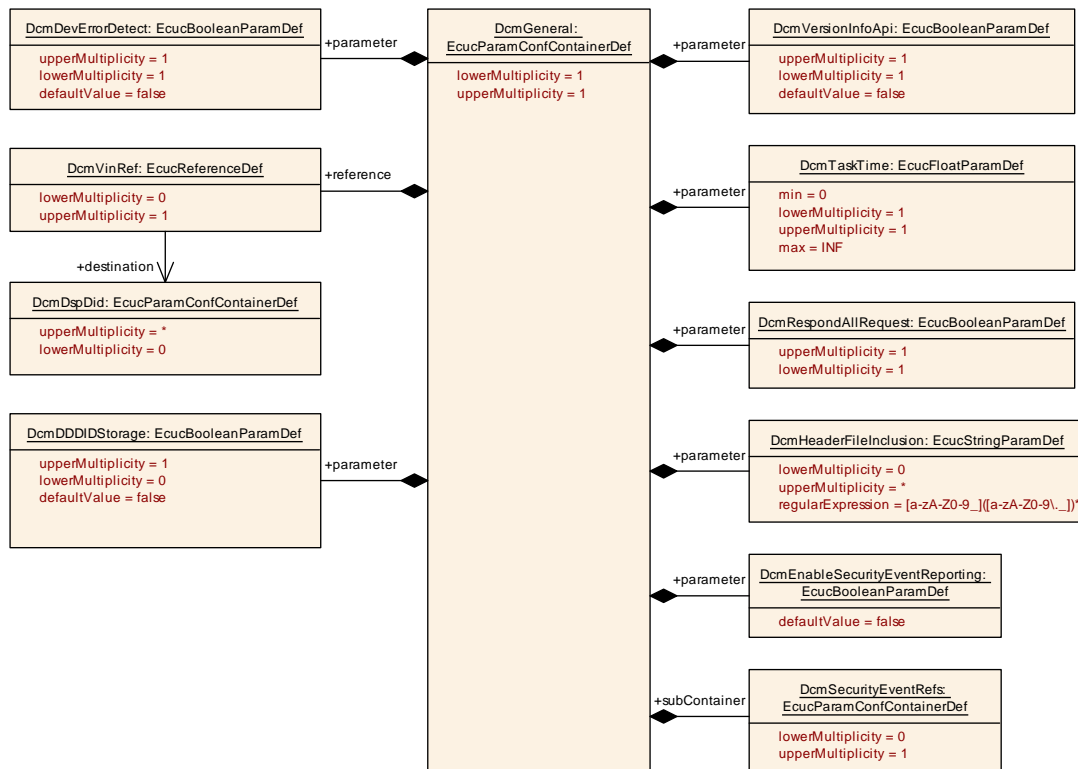 DcmDevErrorDetect: EcucBooleanParamDef
upperMultiplicity = 1
lowerMultiplicity = 1
defaultValue = false
+parameter
DcmVinRef: EcucReferenceDef
lowerMultiplicity = 0
upperMultiplicity = 1
+reference
+destination
DcmDspDid: EcucParamConfContainerDef
upperMultiplicity = *
lowerMultiplicity = 0
DcmDDDIDStorage: EcucBooleanParamDef
upperMultiplicity = 1
lowerMultiplicity = 0
defaultValue = false
+parameter
DcmGeneral:
EcucParamConfContainerDef
lowerMultiplicity = 1
upperMultiplicity = 1
+parameter
DcmVersionInfoApi: EcucBooleanParamDef
upperMultiplicity = 1
lowerMultiplicity = 1
defaultValue = false
+parameter
DcmTaskTime: EcucFloatParamDef
min = 0
lowerMultiplicity = 1
upperMultiplicity = 1
max = INF
+parameter
DcmRespondAllRequest: EcucBooleanParamDef
upperMultiplicity = 1
lowerMultiplicity = 1
+parameter
DcmHeaderFileInclusion: EcucStringParamDef
lowerMultiplicity = 0
upperMultiplicity = *
regularExpression = [a-zA-Z0-9_]([a-zA-Z0-9\._])*
+parameter
DcmEnableSecurityEventReporting:
EcucBooleanParamDef
defaultValue = false
+subContainer
DcmSecurityEventRefs:
EcucParamConfContainerDef
lowerMultiplicity = 0
upperMultiplicity = 1